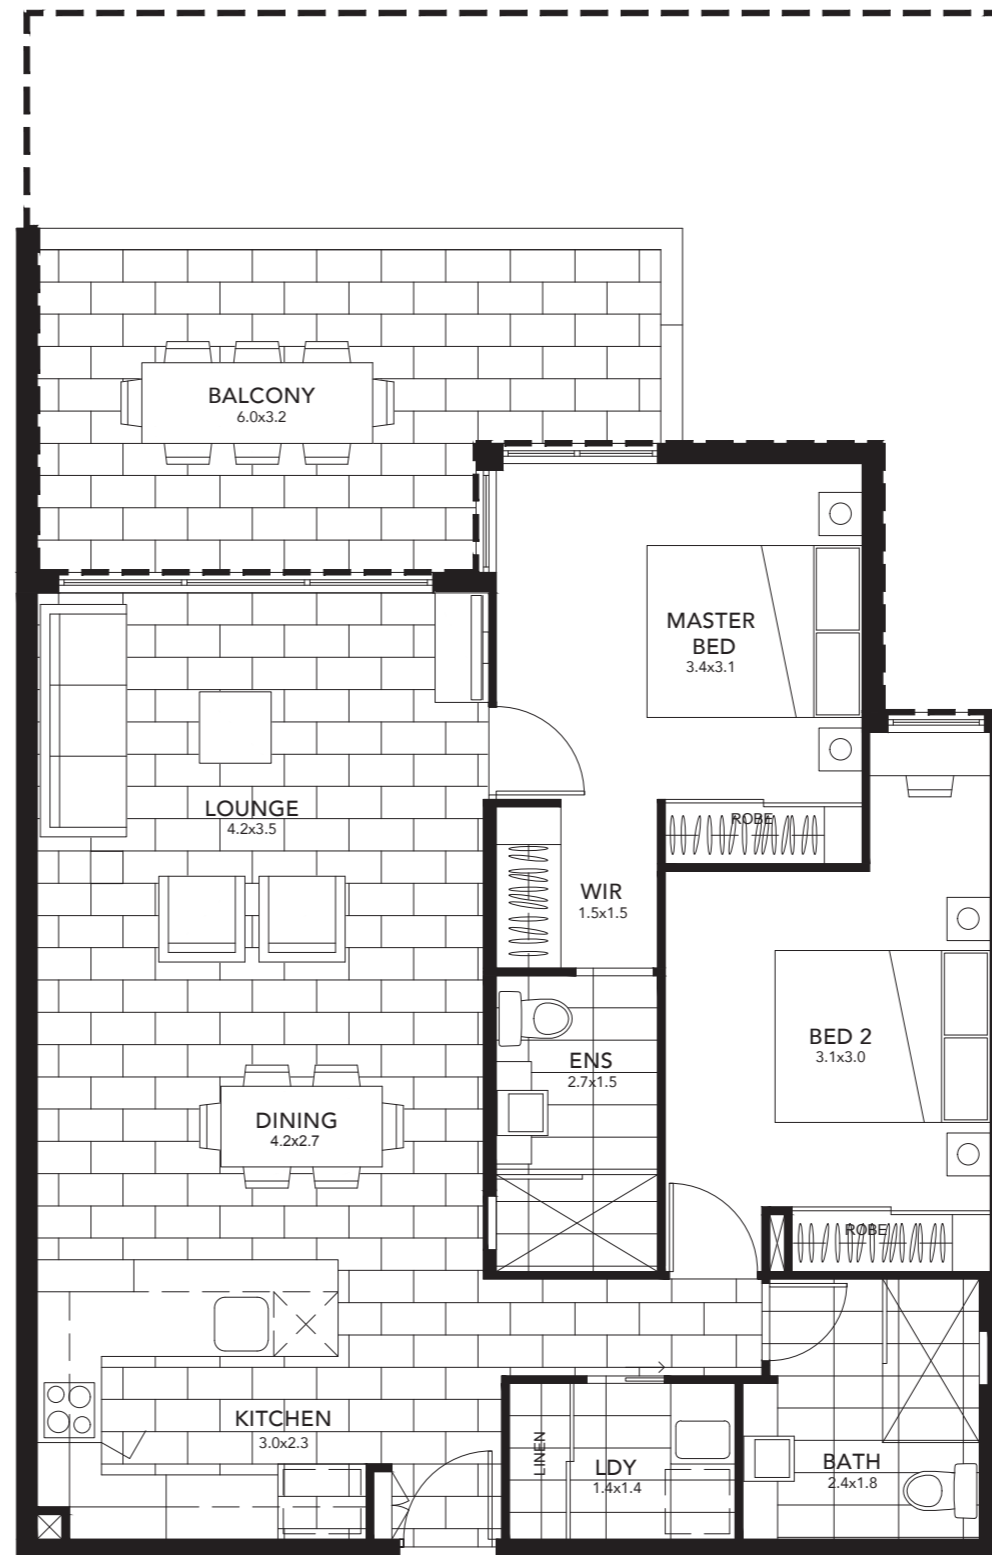 BALCONY
6.0x3.2
MASTER
BED
3.4x3.1
LOUNGE
4.2x3.5
ROBE
WIR
1.5x1.5
BED 2
3.1x3.0
ENS
2.7x1.5
DINING
4.2x2.7
ROBE
KITCHEN
3.0x2.3
LINEN
LDY
1.4x1.4
BATH
2.4x1.8